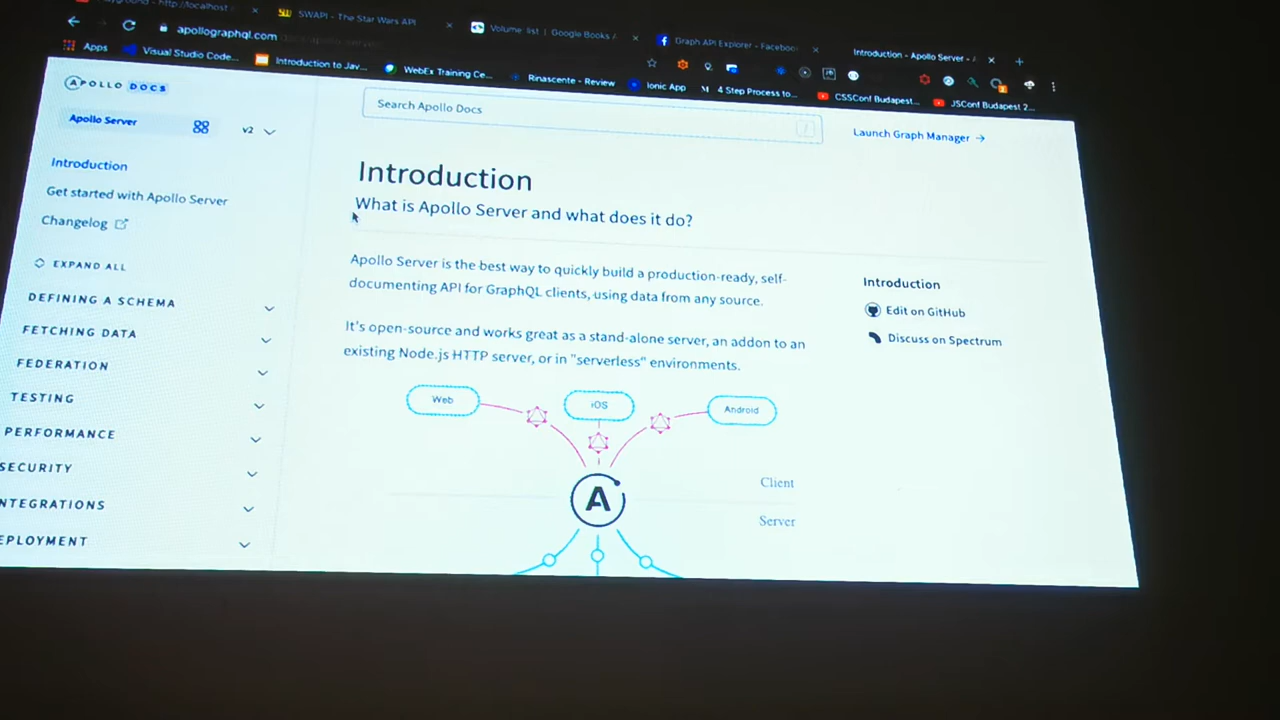 SWAPI - The Star Wars API
Volume: list | Google Books
Graph API Explorer - Facebo
Introduction - Apollo Server -
apollographql.com
Apps
Visual Studio Code...
Introduction to Jav...
WebEx Training Ce...
Rinascente - Review
Ionic App
4 Step Process to...
CSSConf Budapest...
JSConf Budapest 2...
APOLLO DOCS
Search Apollo Docs
Launch Graph Manager →
Apollo Server
v2
Introduction
Get started with Apollo Server
Changelog
EXPAND ALL
DEFINING A SCHEMA
FETCHING DATA
FEDERATION
TESTING
PERFORMANCE
SECURITY
NTEGRATIONS
EPLOYMENT
Introduction
What is Apollo Server and what does it do?
Apollo Server is the best way to quickly build a production-ready, self-
documenting API for GraphQL clients, using data from any source.
It's open-source and works great as a stand-alone server, an addon to an
existing Node.js HTTP server, or in "serverless" environments.
Web
iOS
Android
A
Client
Server
Introduction
Edit on GitHub
Discuss on Spectrum